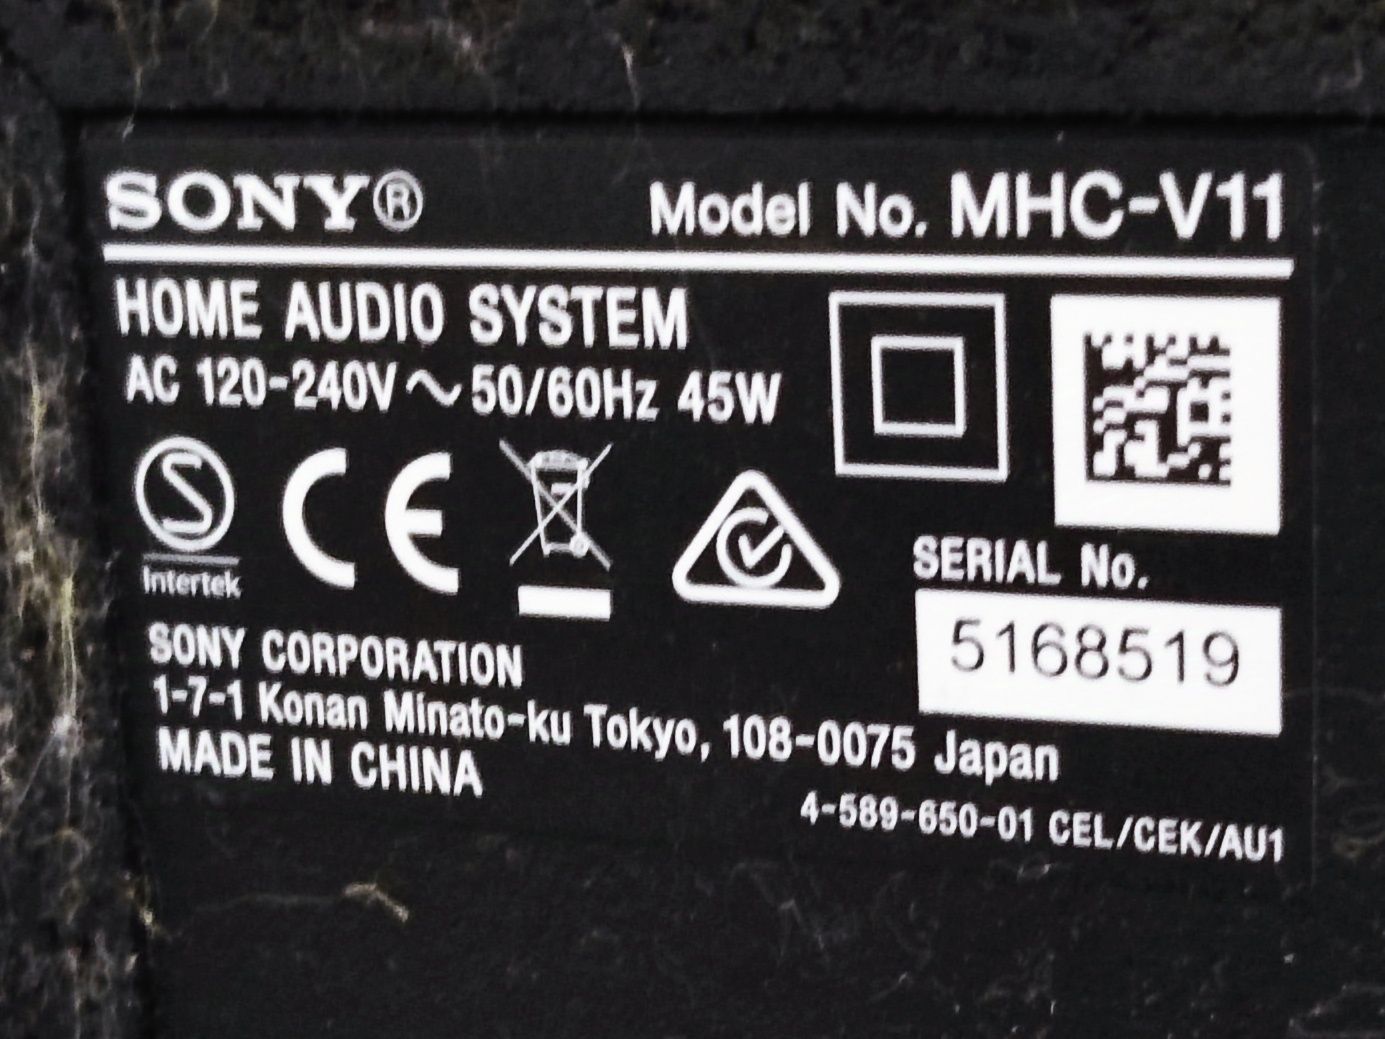 SONY® Model No. MHC-V11
HOME AUDIO SYSTEM
AC 120-240V ~ 50/60Hz 45W
S
Intertek
CE
SERIAL No.
5168519
SONY CORPORATION
1-7-1 Konan Minato-ku Tokyo, 108-0075 Japan
MADE IN CHINA
4-589-650-01 CEL/CEK/AU1